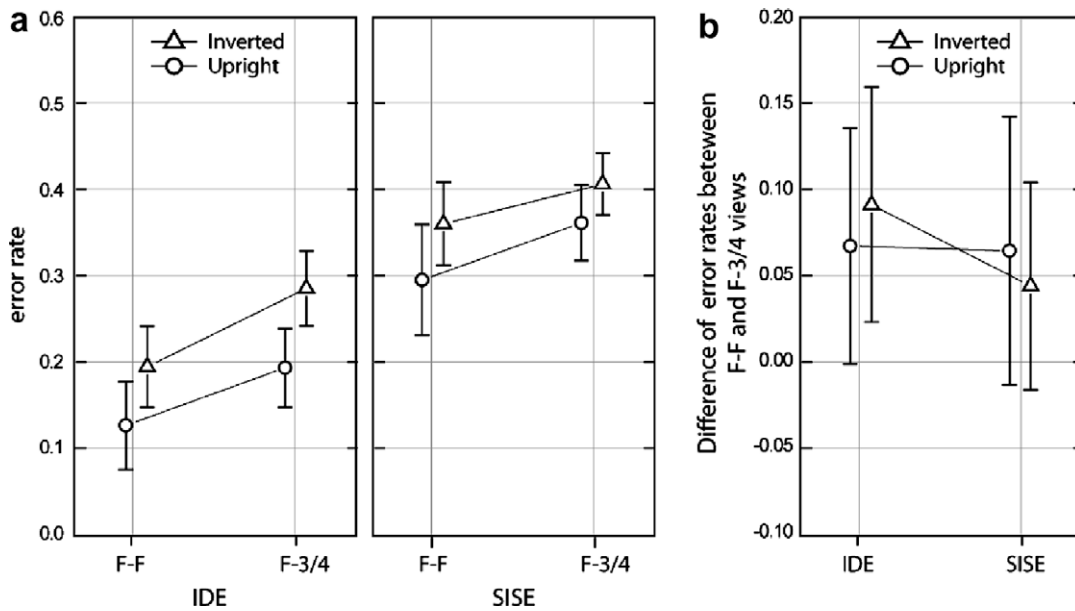 a
0.6
0.5
0.4
0.3
0.2
0.1
0.0
error rate
Inverted
Upright
F-F
F-3/4
IDE
F-F
F-3/4
SISE
b
0.20
0.15
0.10
0.05
0.00
-0.05
-0.10
Difference of error rates beteween
F-F and F-3/4 views
Inverted
Upright
IDE
SISE